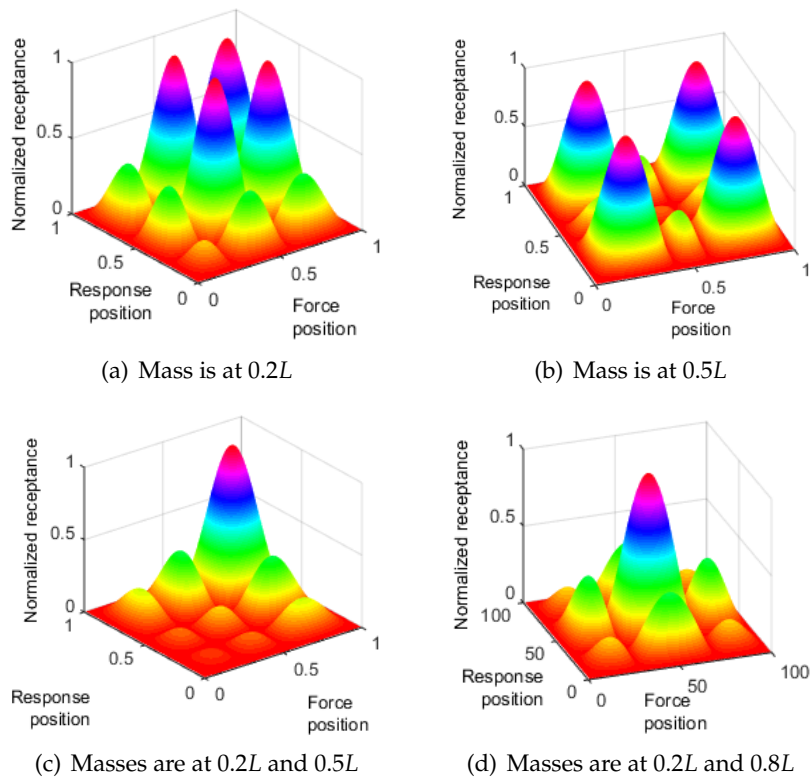 Normalized receptance
1
0.5
0
1
0.5
0
0
0.5
1
Response
position
Force
position
(a) Mass is at 0.2L
Normalized receptance
1
0.5
0
1
0.5
0
0
0.5
1
Response
position
Force
position
(b) Mass is at 0.5L
Normalized receptance
1
0.5
0
1
0.5
0
0
0.5
1
Response
position
Force
position
(c) Masses are at 0.2L and 0.5L
Normalized receptance
1
0.5
0
100
50
0
0
50
100
Response
position
Force
position
(d) Masses are at 0.2L and 0.8L